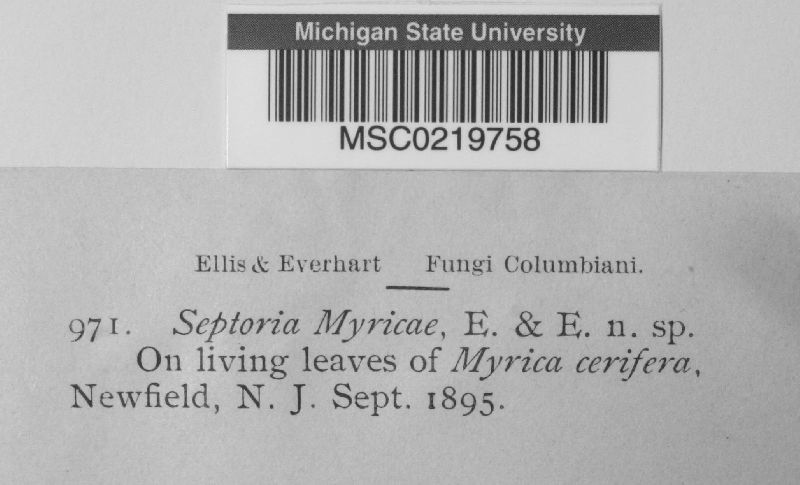 Michigan State University
MSC0219758
Ellis & Everhart Fungi Columbiani.
971. Septoria Myricae, E. & E. n. sp.
On living leaves of Myrica cerifera,
Newfield, N. J. Sept. 1895.